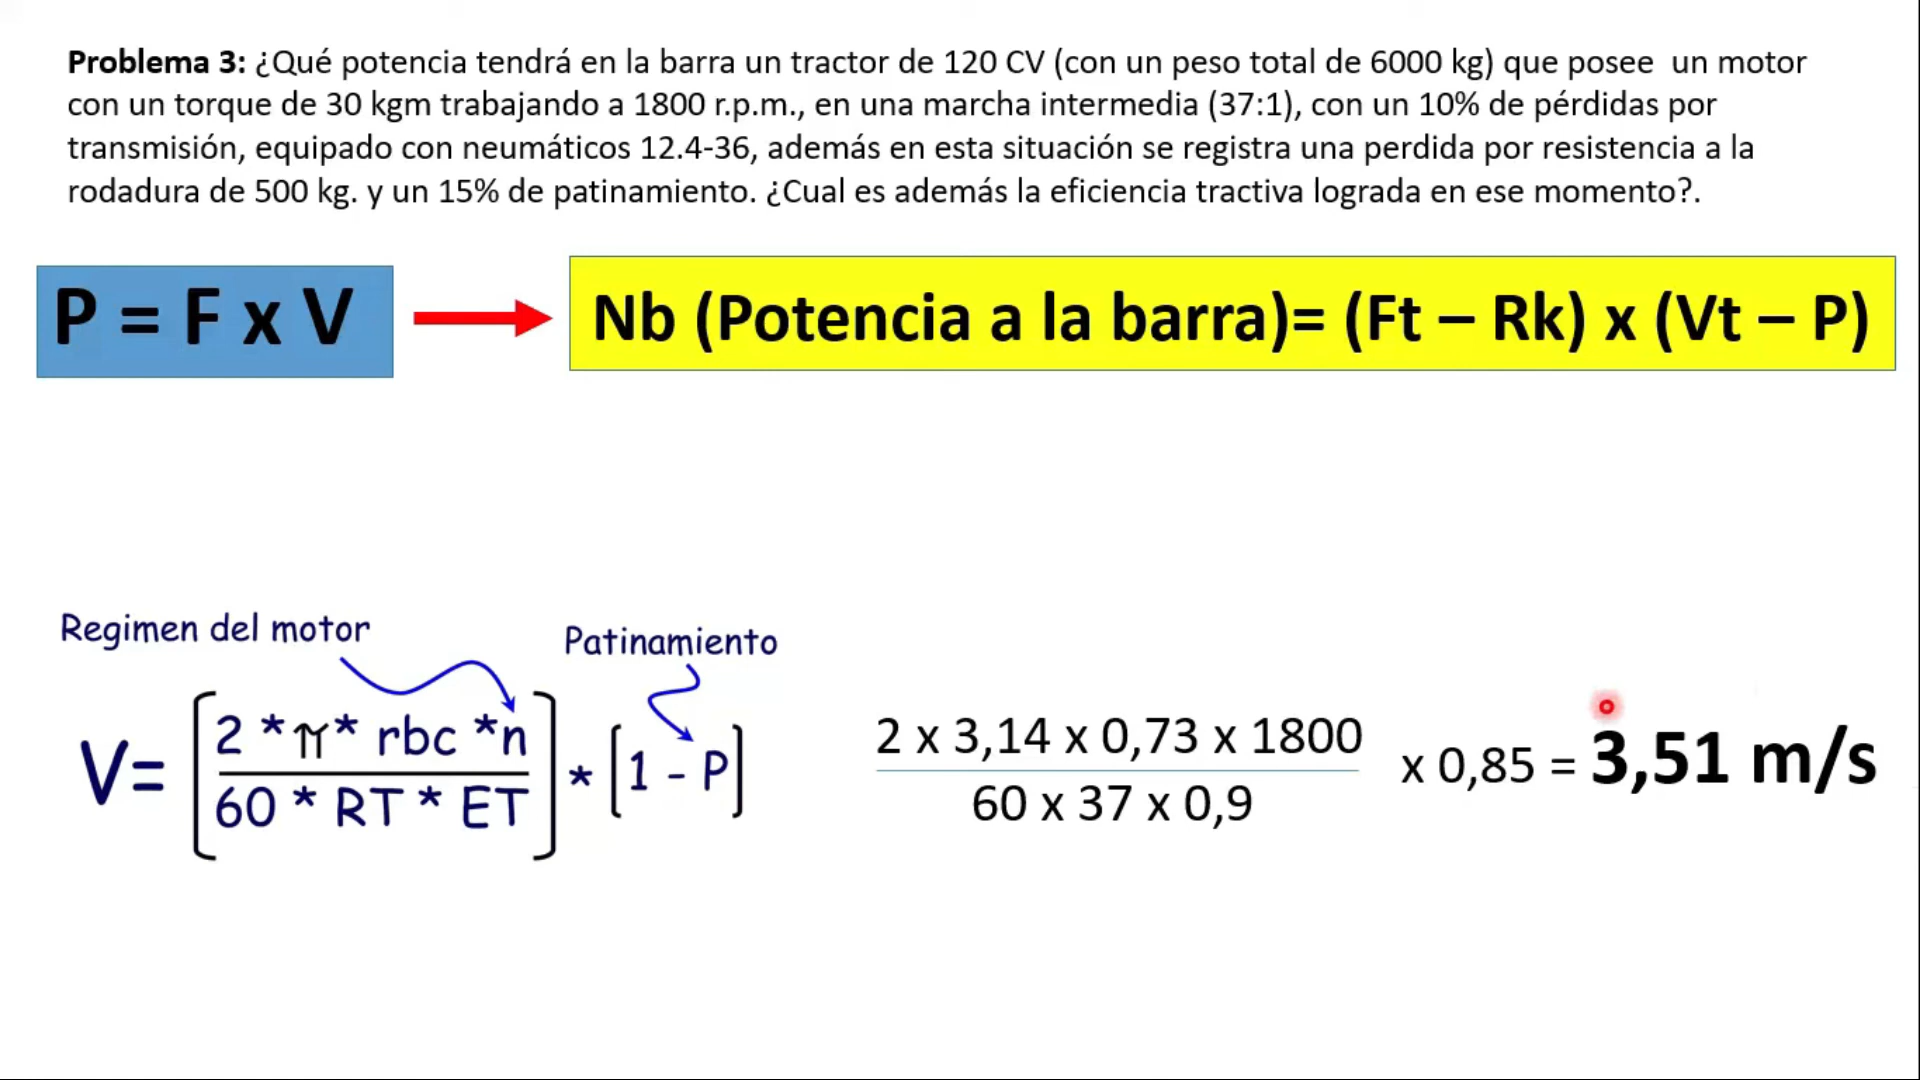 Problema 3: ¿Qué potencia tendrá en la barra un tractor de 120 CV (con un peso total de 6000 kg) que posee  un motor
con un torque de 30 kgm trabajando a 1800 r.p.m., en una marcha intermedia (37:1), con un 10% de pérdidas por
transmisión, equipado con neumáticos 12.4-36, además en esta situación se registra una perdida por resistencia a la
rodadura de 500 kg. y un 15% de patinamiento. ¿Cual es además la eficiencia tractiva lograda en ese momento?.
P = F x V
Nb (Potencia a la barra)= (Ft – Rk) x (Vt – P)
Regimen del motor
Patinamiento
V= [2 * π * rbc * n / 60 * RT * ET] * [1 - P]
2 x 3,14 x 0,73 x 1800
60 x 37 x 0,9
x 0,85 = 3,51 m/s